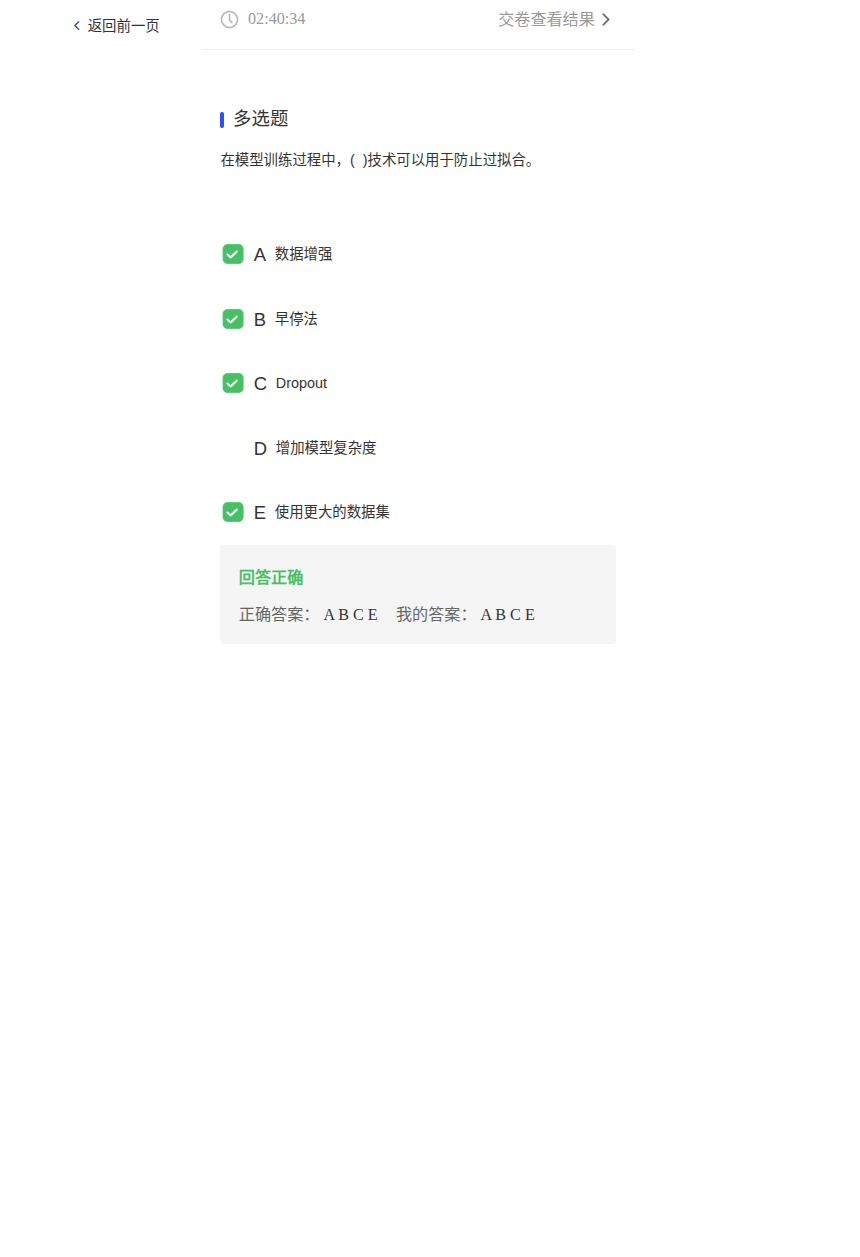 返回前一页
02:40:34 交卷查看结果
多选题
在模型训练过程中，( )技术可以用于防止过拟合。
A 数据增强
B 早停法
C Dropout
D 增加模型复杂度
E 使用更大的数据集
回答正确
正确答案： A B C E 我的答案： A B C E